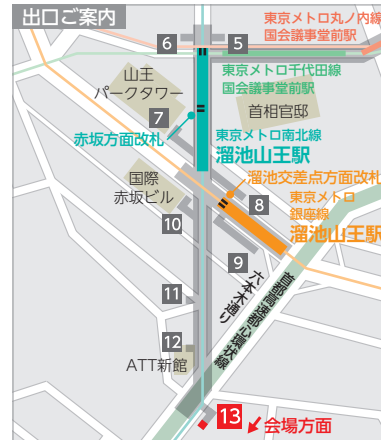 出口ご案内
東京メトロ丸ノ内線
国会議事堂前駅
6
5
東京メトロ千代田線
国会議事堂前駅
山王
パークタワー
首相官邸
7
赤坂方面改札
東京メトロ南北線
溜池山王駅
溜池交差点方面改札
国際
赤坂ビル
8
東京メトロ
銀座線
溜池山王駅
10
9
六本木通り
首都高速都心環状線
11
12
ATT新館
13
会場方面